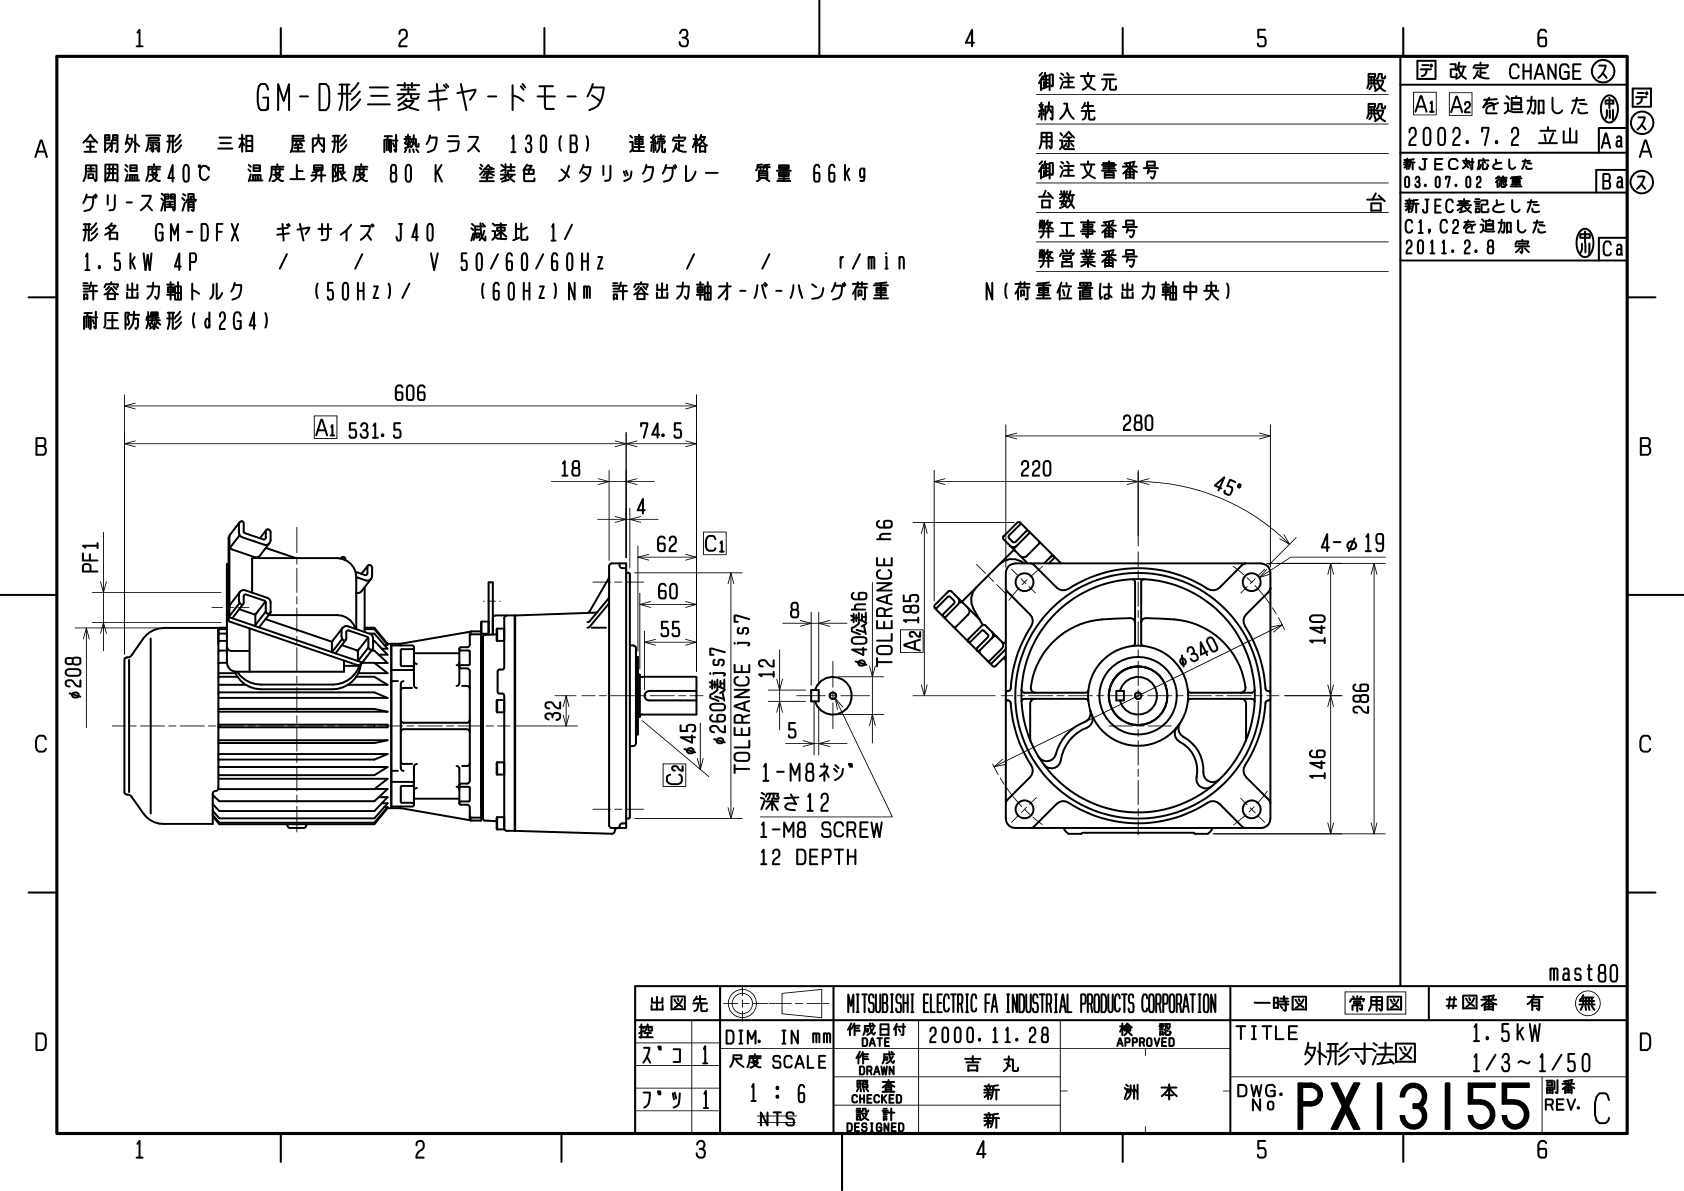 1 2 3 4 5 6
GM-D形三菱ギヤードモータ
全閉外扇形 三相 屋内形 耐熱クラス 130(B) 連続定格
周囲温度40℃ 温度上昇限度 80 K 塗装色 メタリックグレー 質量 66kg
グリース潤滑
形名 GM-DFX ギヤサイズ J40 減速比 1/
1.5kW 4P / / V 50/60/60Hz / / r/min
許容出力軸トルク (50Hz)/ (60Hz)Nm 許容出力軸オーバーハング荷重 N(荷重位置は出力軸中央)
耐圧防爆形(d2G4)
御注文元 殿
納入先 殿
用途
御注文書番号
台数 台
弊工事番号
弊営業番号
デ 改定 CHANGE ス
A1 A2 を追加した
2002.7.2 立山 Aa
新JEC対応とした
03.07.02 徳重 Ba
新JEC表記とした
C1,C2を追加した
2011.2.8 宗 Ca
デ
ス
ス
A
B
C
D
A
B
C
D
606
A1 531.5
74.5
18
4
62 C1
60
55
PF1
φ208
32
φ45
C2
φ260公差js7
TOLERANCE js7
8
12
5
φ40公差h6
TOLERANCE h6
1-M8ネジ
深さ12
1-M8 SCREW
12 DEPTH
280
220
45°
4-φ19
A2 185
φ340
140
146
286
mast80
出図先
控
ズコ 1
ブツ 1
DIM. IN mm
尺度 SCALE
1 : 6
NTS
MITSUBISHI ELECTRIC FA INDUSTRIAL PRODUCTS CORPORATION
作成日付 DATE 2000.11.28
作成 DRAWN 吉丸
照査 CHECKED 新
設計 DESIGNED 新
検認 APPROVED
洲本
一時図 常用図 #図番 有 無
TITLE 1.5kW
外形寸法図 1/3~1/50
DWG. No PX13155 副番 REV. C
1 2 3 4 5 6